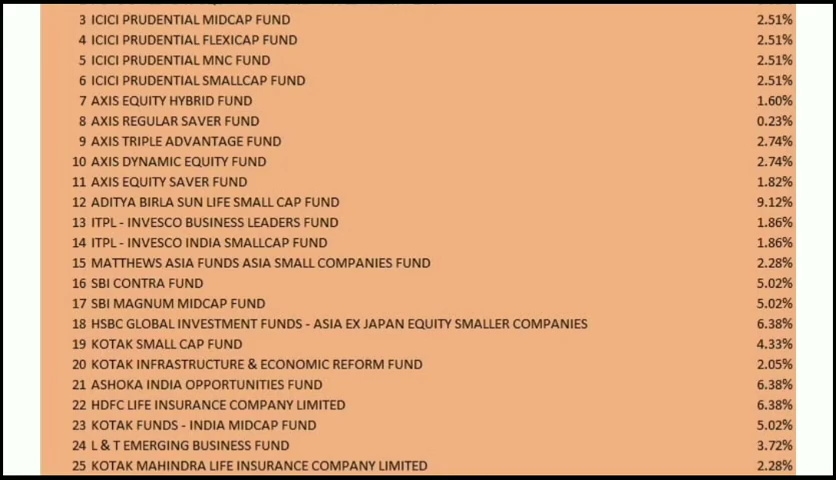 3 ICICI PRUDENTIAL MIDCAP FUND 2.51%
4 ICICI PRUDENTIAL FLEXICAP FUND 2.51%
5 ICICI PRUDENTIAL MNC FUND 2.51%
6 ICICI PRUDENTIAL SMALLCAP FUND 2.51%
7 AXIS EQUITY HYBRID FUND 1.60%
8 AXIS REGULAR SAVER FUND 0.23%
9 AXIS TRIPLE ADVANTAGE FUND 2.74%
10 AXIS DYNAMIC EQUITY FUND 2.74%
11 AXIS EQUITY SAVER FUND 1.82%
12 ADITYA BIRLA SUN LIFE SMALL CAP FUND 9.12%
13 ITPL - INVESCO BUSINESS LEADERS FUND 1.86%
14 ITPL - INVESCO INDIA SMALLCAP FUND 1.86%
15 MATTHEWS ASIA FUNDS ASIA SMALL COMPANIES FUND 2.28%
16 SBI CONTRA FUND 5.02%
17 SBI MAGNUM MIDCAP FUND 5.02%
18 HSBC GLOBAL INVESTMENT FUNDS - ASIA EX JAPAN EQUITY SMALLER COMPANIES 6.38%
19 KOTAK SMALL CAP FUND 4.33%
20 KOTAK INFRASTRUCTURE & ECONOMIC REFORM FUND 2.05%
21 ASHOKA INDIA OPPORTUNITIES FUND 6.38%
22 HDFC LIFE INSURANCE COMPANY LIMITED 6.38%
23 KOTAK FUNDS - INDIA MIDCAP FUND 5.02%
24 L & T EMERGING BUSINESS FUND 3.72%
25 KOTAK MAHINDRA LIFE INSURANCE COMPANY LIMITED 2.28%